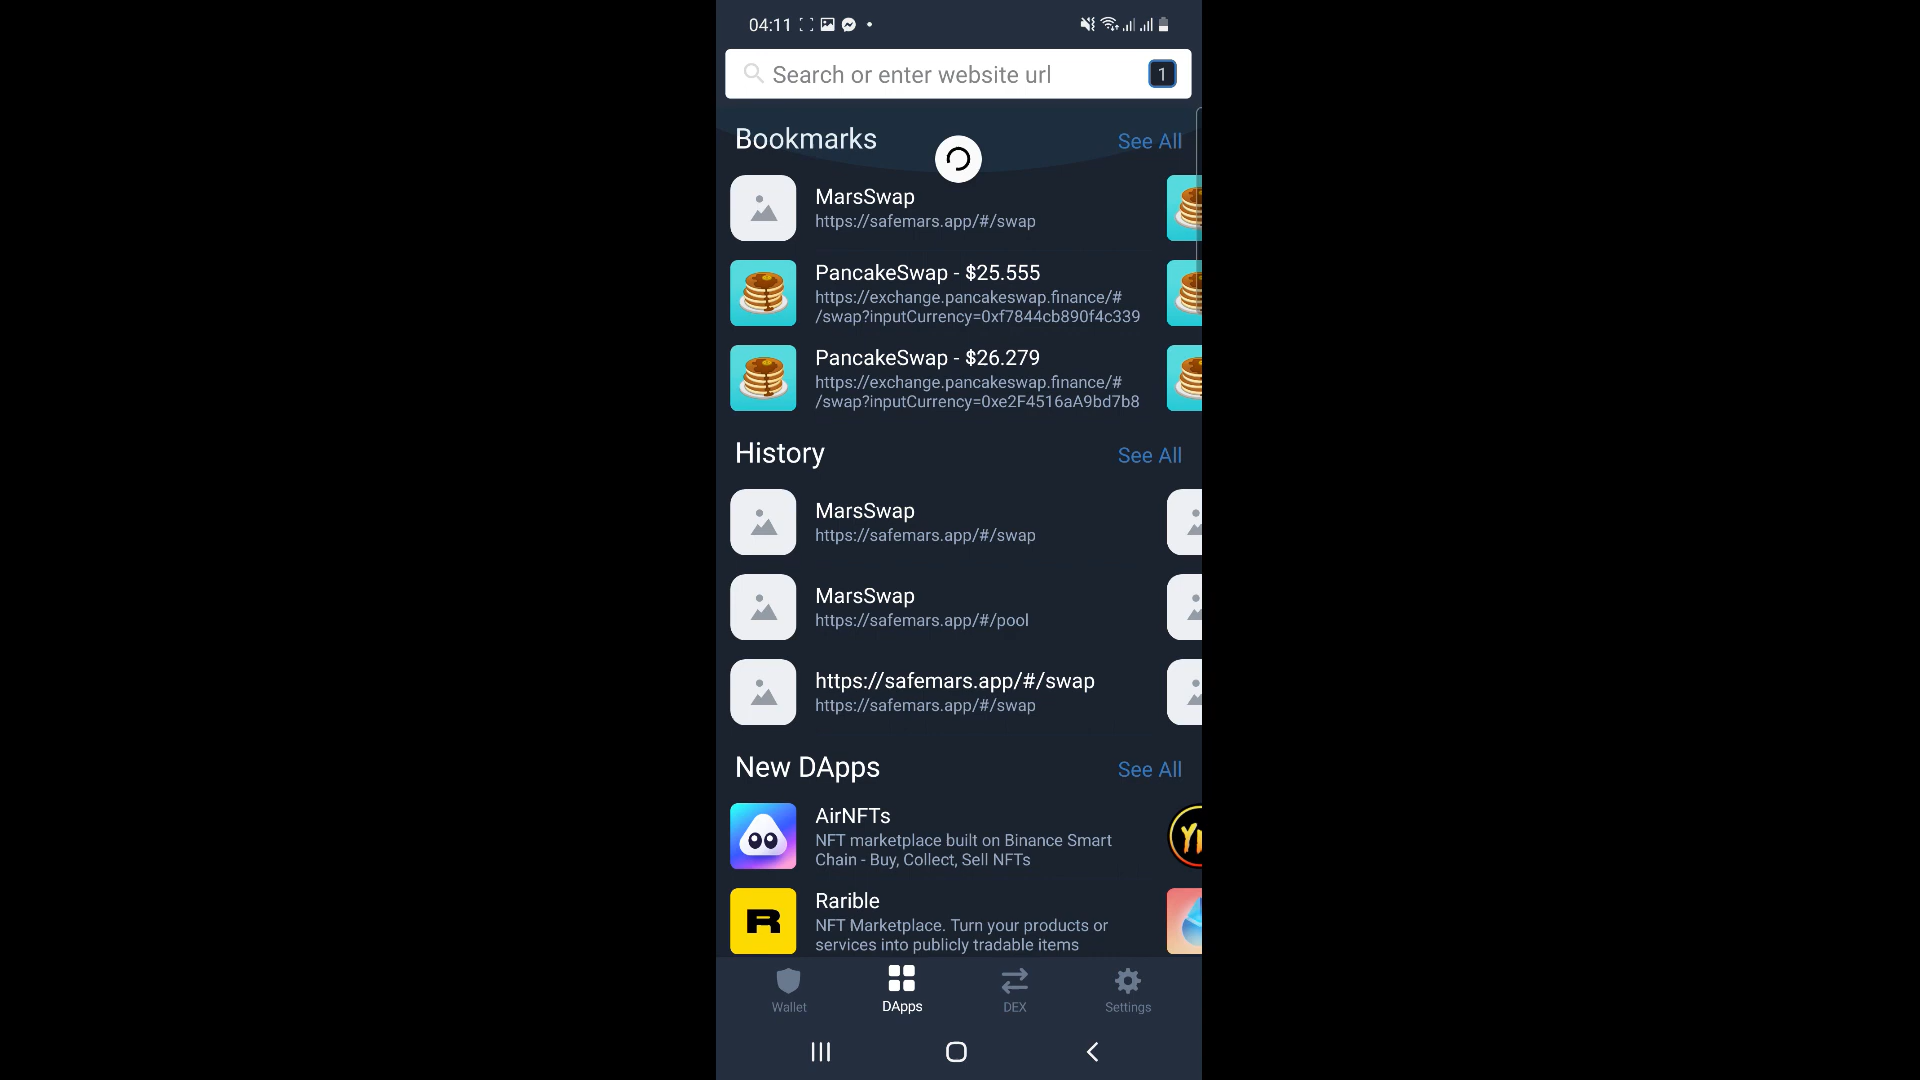 04:11
Search or enter website url
1
Bookmarks
See All
MarsSwap
https://safemars.app/#/swap
PancakeSwap - $25.555
https://exchange.pancakeswap.finance/#
/swap?inputCurrency=0xf7844cb890f4c339
PancakeSwap - $26.279
https://exchange.pancakeswap.finance/#
/swap?inputCurrency=0xe2F4516aA9bd7b8
History
See All
MarsSwap
https://safemars.app/#/swap
MarsSwap
https://safemars.app/#/pool
https://safemars.app/#/swap
https://safemars.app/#/swap
New DApps
See All
AirNFTs
NFT marketplace built on Binance Smart
Chain - Buy, Collect, Sell NFTs
Rarible
NFT Marketplace. Turn your products or
services into publicly tradable items
R
Wallet
DApps
DEX
Settings